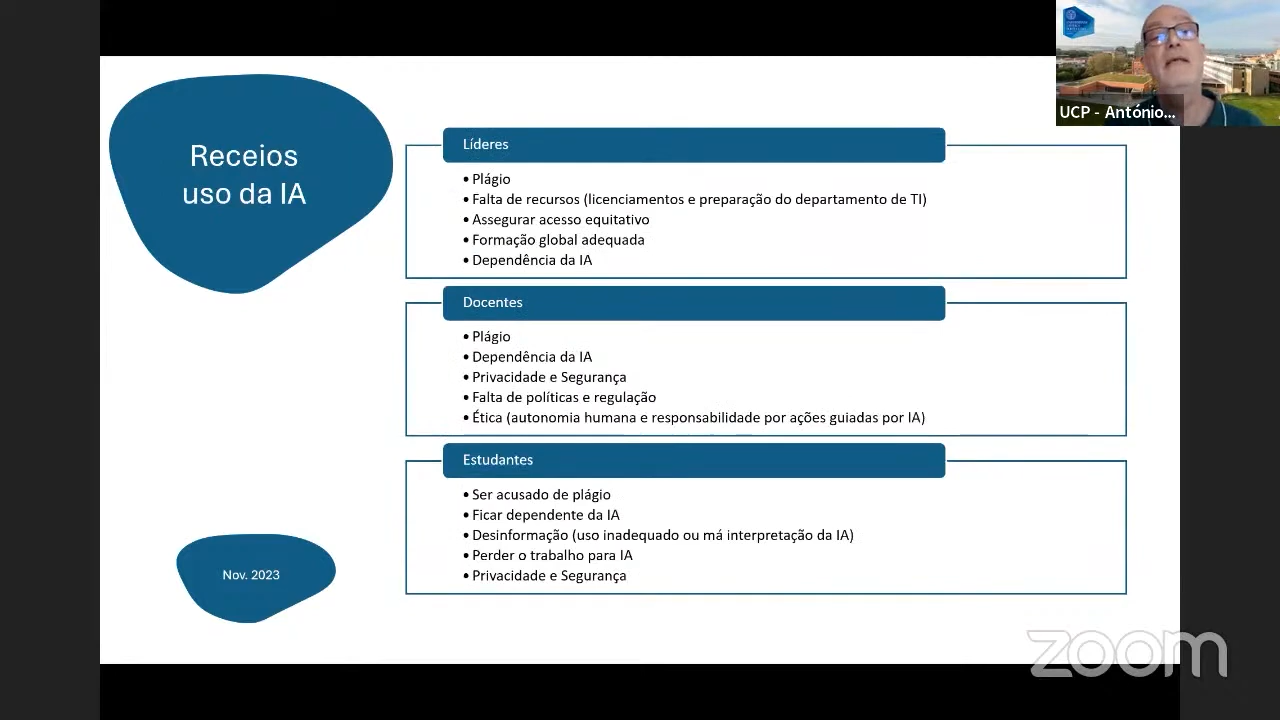 Receios
uso da IA
Líderes
• Plágio
• Falta de recursos (licenciamentos e preparação do departamento de TI)
• Assegurar acesso equitativo
• Formação global adequada
• Dependência da IA
Docentes
• Plágio
• Dependência da IA
• Privacidade e Segurança
• Falta de políticas e regulação
• Ética (autonomia humana e responsabilidade por ações guiadas por IA)
Estudantes
• Ser acusado de plágio
• Ficar dependente da IA
• Desinformação (uso inadequado ou má interpretação da IA)
• Perder o trabalho para IA
• Privacidade e Segurança
Nov. 2023
UCP - António...
zoom